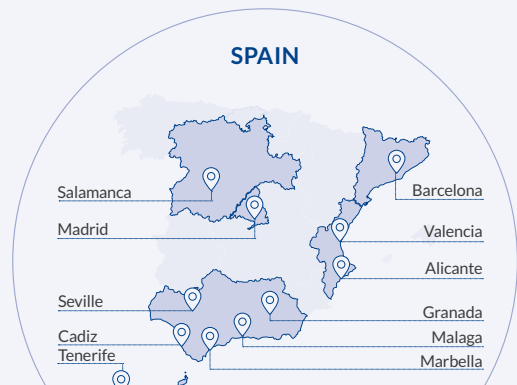 SPAIN
Salamanca
Barcelona
Madrid
Valencia
Alicante
Seville
Granada
Cadiz
Malaga
Tenerife
Marbella